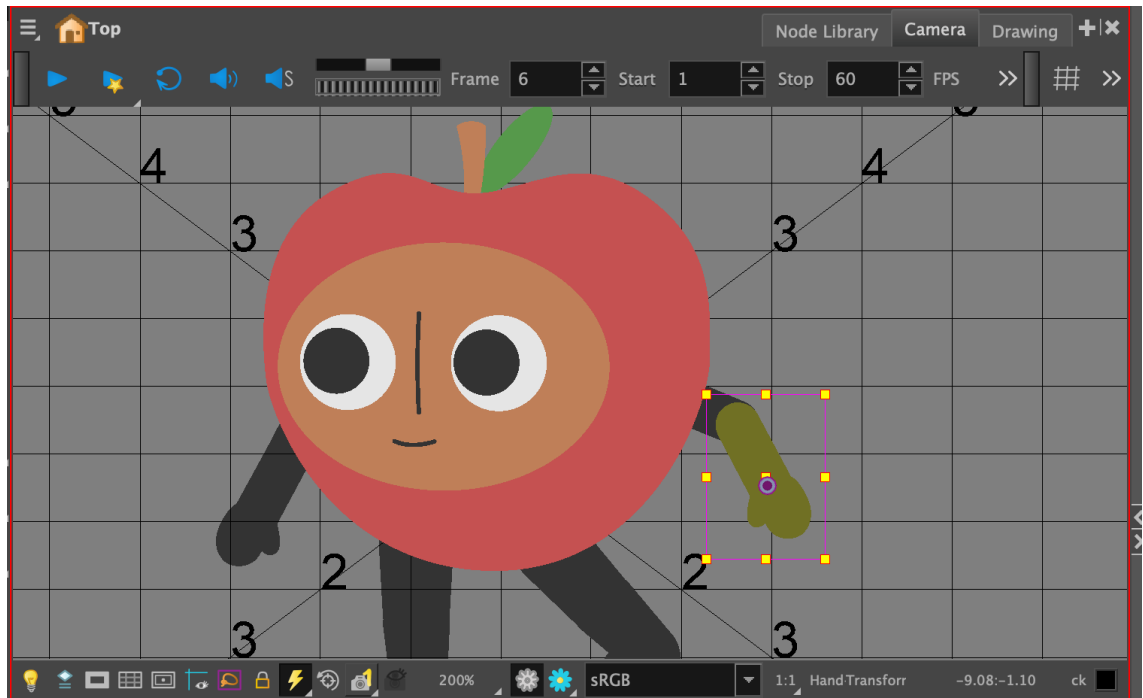 Top
Node Library Camera Drawing
S Frame 6 Start 1 Stop 60 FPS
4 4
3 3
2 2
3 3
200% sRGB 1:1 Hand-Transforr -9.08:-1.10 ck